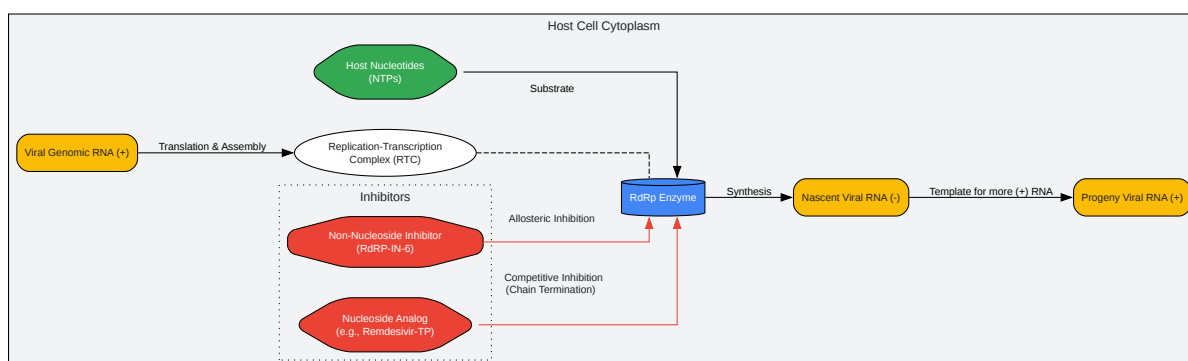 Host Cell Cytoplasm
Host Nucleotides
(NTPs)
Substrate
Viral Genomic RNA (+)
Translation & Assembly
Replication-Transcription
Complex (RTC)
RdRp Enzyme
Synthesis
Nascent Viral RNA (-)
Template for more (+) RNA
Progeny Viral RNA (+)
Inhibitors
Allosteric Inhibition
Non-Nucleoside Inhibitor
(RdRP-IN-6)
Competitive Inhibition
(Chain Termination)
Nucleoside Analog
(e.g., Remdesivir-TP)